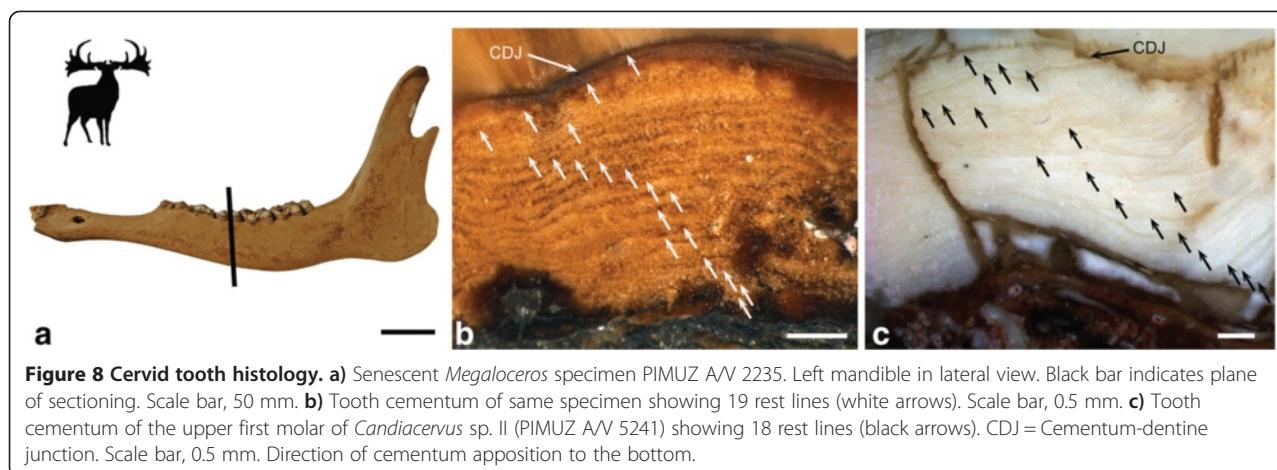 CDJ
CDJ
a
b
c
Figure 8 Cervid tooth histology. a) Senescent Megaloceros specimen PIMUZ A/V 2235. Left mandible in lateral view. Black bar indicates plane
of sectioning. Scale bar, 50 mm. b) Tooth cementum of same specimen showing 19 rest lines (white arrows). Scale bar, 0.5 mm. c) Tooth
cementum of the upper first molar of Candiacervus sp. II (PIMUZ A/V 5241) showing 18 rest lines (black arrows). CDJ = Cementum-dentine
junction. Scale bar, 0.5 mm. Direction of cementum apposition to the bottom.